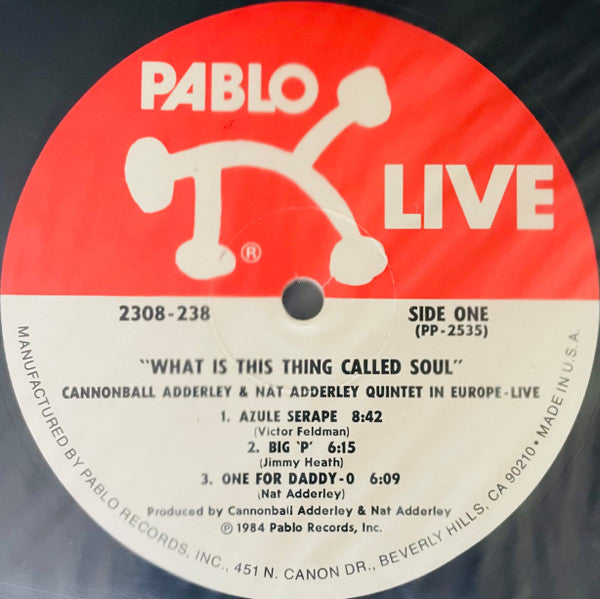 PABLO
LIVE
®
2308-238
SIDE ONE
(PP-2535)
"WHAT IS THIS THING CALLED SOUL"
CANNONBALL ADDERLEY & NAT ADDERLEY QUINTET IN EUROPE-LIVE
1. AZULE SERAPE 8:42
(Victor Feldman)
2. BIG 'P' 6:15
(Jimmy Heath)
3. ONE FOR DADDY-O 6:09
(Nat Adderley)
Produced by Cannonball Adderley & Nat Adderley
℗ 1984 Pablo Records, Inc.
MANUFACTURED BY PABLO RECORDS, INC., 451 N. CANON DR., BEVERLY HILLS, CA 90210 • MADE IN U.S.A.